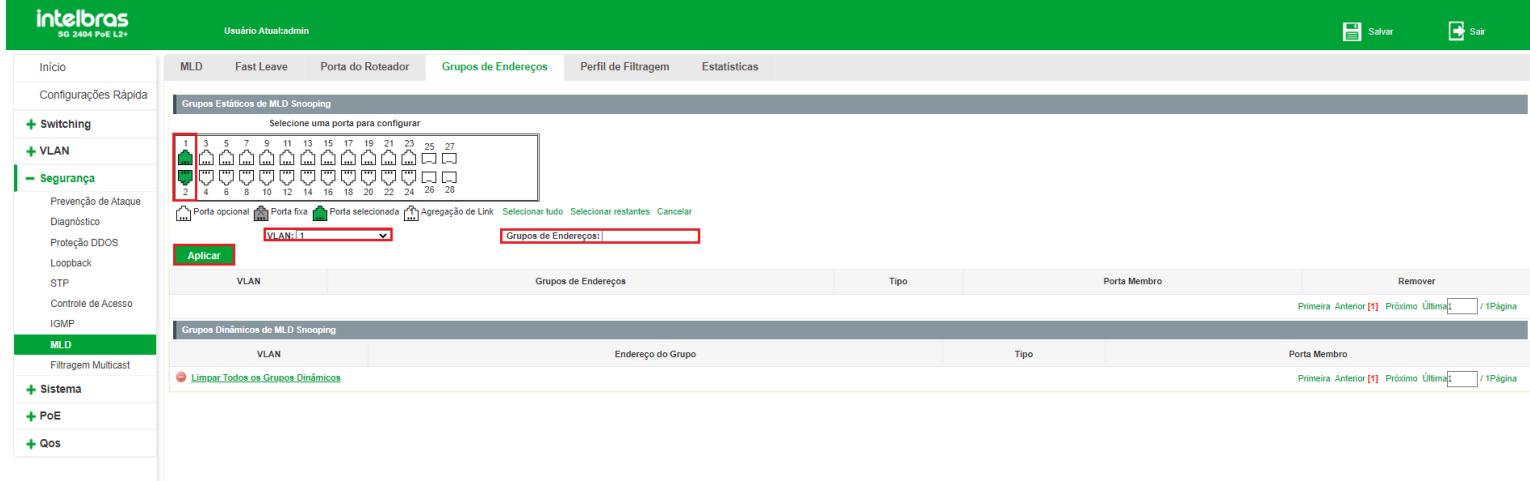 intelbras
SG 2404 PoE L2+
Usuário Atual:admin
Salvar
Sair
Início
Configurações Rápida
Switching
VLAN
Segurança
Prevenção de Ataque
Diagnóstico
Proteção DDOS
Loopback
STP
Controle de Acesso
IGMP
MLD
Filtragem Multicast
Sistema
PoE
Qos
MLD Fast Leave Porta do Roteador Grupos de Endereços Perfil de Filtragem Estatísticas
Grupos Estáticos de MLD Snooping
Selecione uma porta para configurar
1 3 5 7 9 11 13 15 17 19 21 23 25 27
2 4 6 8 10 12 14 16 18 20 22 24 26 28
Porta opcional Porta fixa Porta selecionada 1 Agregação de Link Selecionar tudo Selecionar restantes Cancelar
VLAN: 1 Grupos de Endereços:
Aplicar
VLAN Grupos de Endereços Tipo Porta Membro Remover
Primeira Anterior [1] Próximo Última 1 / 1Página
Grupos Dinâmicos de MLD Snooping
VLAN Endereço do Grupo Tipo Porta Membro
Limpar Todos os Grupos Dinâmicos Primeira Anterior [1] Próximo Última 1 / 1Página